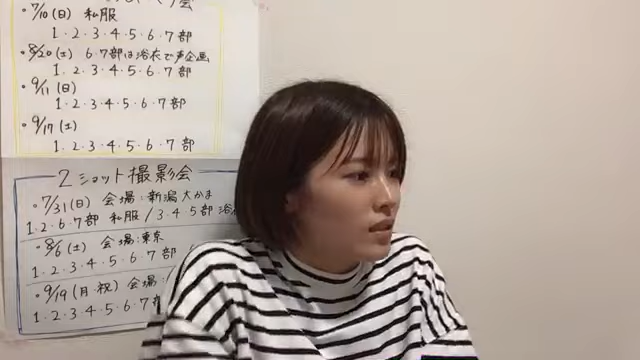 会
・7/10(日) 私服
1・2・3・4・5・6・7部
・8/20(土) 6・7部は浴衣で声企画
1・2・3・4・5・6・7部
・9/11(日)
1・2・3・4・5・6・7部
・9/17(土)
1・2・3・4・5・6・7部
2ショット撮影会
・7/31(日) 会場:新潟 大かま
1・2・6・7部 私服/3・4・5部 浴
・8/6(土) 会場:東京
1・2・3・4・5・6・7部
・9/19(月・祝) 会場:
1・2・3・4・5・6・7部